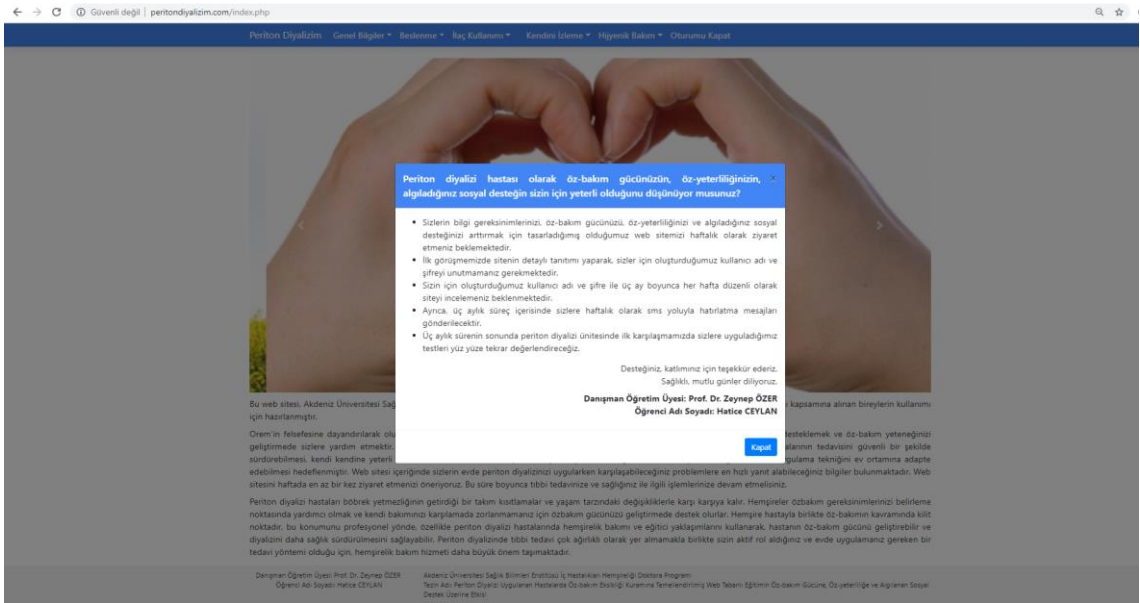 Güvenli değil | peritondiyalizim.com/index.php
Periton Diyalizim Genel Bilgiler Beslenme İlaç Kullanımı Kendini İzleme Hijyenik Bakım Oturumu Kapat
Periton diyalizi hastası olarak öz-bakım gücünüzün, öz-yeterliliğinizin, ×
algıladığınız sosyal desteğin sizin için yeterli olduğunu düşünüyor musunuz?
• Sizlerin bilgi gereksinimlerinizi, öz-bakım gücünüzü, öz-yeterliliğinizi ve algıladığınız sosyal
desteğinizi arttırmak için tasarladığımış olduğumuz web sitemizi haftalık olarak ziyaret
etmeniz beklemektedir.
• İlk görüşmemizde sitenin detaylı tanıtımı yaparak, sizler için oluşturduğumuz kullanıcı adı ve
şifreyi unutmamanız gerekmektedir.
• Sizin için oluşturduğumuz kullanıcı adı ve şifre ile üç ay boyunca her hafta düzenli olarak
siteyi incelemeniz beklenmektedir.
• Ayrıca, üç aylık süreç içerisinde sizlere haftalık olarak sms yoluyla hatırlatma mesajları
gönderilecektir.
• Üç aylık sürenin sonunda periton diyalizi ünitesinde ilk karşılaşmamızda sizlere uyguladığımız
testleri yüz yüze tekrar değerlendireceğiz.
Desteğiniz, katlımınız için teşekkür ederiz.
Sağlıklı, mutlu günler diliyoruz.
Danışman Öğretim Üyesi: Prof. Dr. Zeynep ÖZER
Öğrenci Adı Soyadı: Hatice CEYLAN
Kapat
Bu web sitesi, Akdeniz Üniversitesi Sağ kapsamına alınan bireylerin kullanımı
için hazırlanmıştır.
Orem'in felsefesine dayandırılarak desteklemek ve öz-bakım yeteneğinizi
geliştirmede sizlere yardım etmektir. tedavisini güvenli bir şekilde
sürdürebilmesi, kendi kendine yeterli uygulama tekniğini ev ortamına adapte
edebilmesi hedeflenmiştir. Web sitesi içeriğinde sizlerin evde periton diyalizinizi uygularken karşılaşabileceğiniz problemlere en hızlı yanıt alabileceğiniz bilgiler bulunmaktadır. Web
sitesini haftada en az bir kez ziyaret etmenizi öneriyoruz. Bu süre boyunca tıbbi tedavinize ve sağlığınız ile ilgili işlemlerinize devam etmelisiniz.
Periton diyalizi hastaları böbrek yetmezliğinin getirdiği bir takım kısıtlamalar ve yaşam tarzındaki değişikliklerle karşı karşıya kalır. Hemşireler özbakım gereksinimlerinizi belirleme
noktasında yardımcı olmak ve kendi bakımınızı karşılamada zorlanmamanız için özbakım gücünüzü geliştirmede destek olurlar. Hemşire hastayla birlikte öz-bakımın kavramında kilit
noktadır, bu konumunu profesyonel yönde, özellikle periton diyalizi hastalarında hemşirelik bakımı ve eğitici yaklaşımlarını kullanarak, hastanın öz-bakım gücünü geliştirebilir ve
diyalizini daha sağlıklı sürdürülmesini sağlayabilir. Periton diyalizinde tıbbi tedavi çok ağırlıklı olarak yer almamakla birlikte sizin aktif rol aldığınız ve evde uygulamanız gereken bir
tedavi yöntemi olduğu için, hemşirelik bakım hizmeti daha büyük önem taşımaktadır.
Danışman Öğretim Üyesi: Prof. Dr. Zeynep ÖZER Akdeniz Üniversitesi Sağlık Bilimleri Enstitüsü İç Hastalıkları Hemşireliği Doktora Programı
Öğrenci Adı Soyadı: Hatice CEYLAN Tezin Adı: Periton Diyalizi Uygulanan Hastalarda Öz-bakım Eksikliği Kuramına Temellendirilmiş Web Tabanlı Eğitimin Öz-bakım Gücüne, Öz-yeterliliğe ve Algılanan Sosyal
Destek Üzerine Etkisi